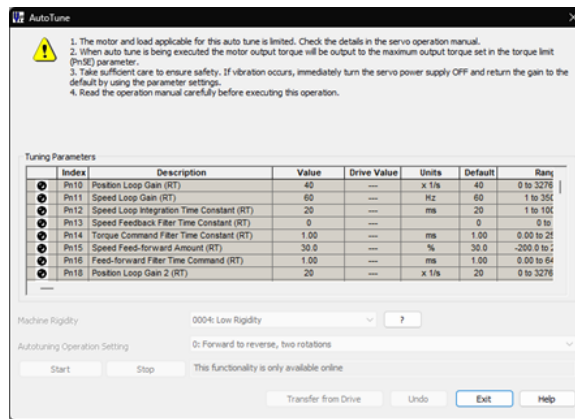 AutoTune
1. The motor and load applicable for this auto tune is limited. Check the details in the servo operation manual.
2. When auto tune is being executed the motor output torque will be output to the maximum output torque set in the torque limit
(Pn5E) parameter.
3. Take sufficient care to ensure safety. If vibration occurs, immediately turn the servo power supply OFF and return the gain to the
default by using the parameter settings.
4. Read the operation manual carefully before executing this operation.
Tuning Parameters
Index Description Value Drive Value Units Default Rang
Pn10 Position Loop Gain (RT) 40 --- x 1/s 40 0 to 3276
Pn11 Speed Loop Gain (RT) 60 --- Hz 60 1 to 350
Pn12 Speed Loop Integration Time Constant (RT) 20 --- ms 20 1 to 100
Pn13 Speed Feedback Filter Time Constant (RT) 0 --- 0 0 to
Pn14 Torque Command Filter Time Constant (RT) 1.00 --- ms 1.00 0.00 to 25
Pn15 Speed Feed-forward Amount (RT) 30.0 --- % 30.0 -200.0 to 2
Pn16 Feed-forward Filter Time Command (RT) 1.00 --- ms 1.00 0.00 to 64
Pn18 Position Loop Gain 2 (RT) 20 --- x 1/s 20 0 to 3276
Machine Rigidity 0004: Low Rigidity ?
Autotuning Operation Setting 0: Forward to reverse, two rotations
Start Stop This functionality is only available online
Transfer from Drive Undo Exit Help